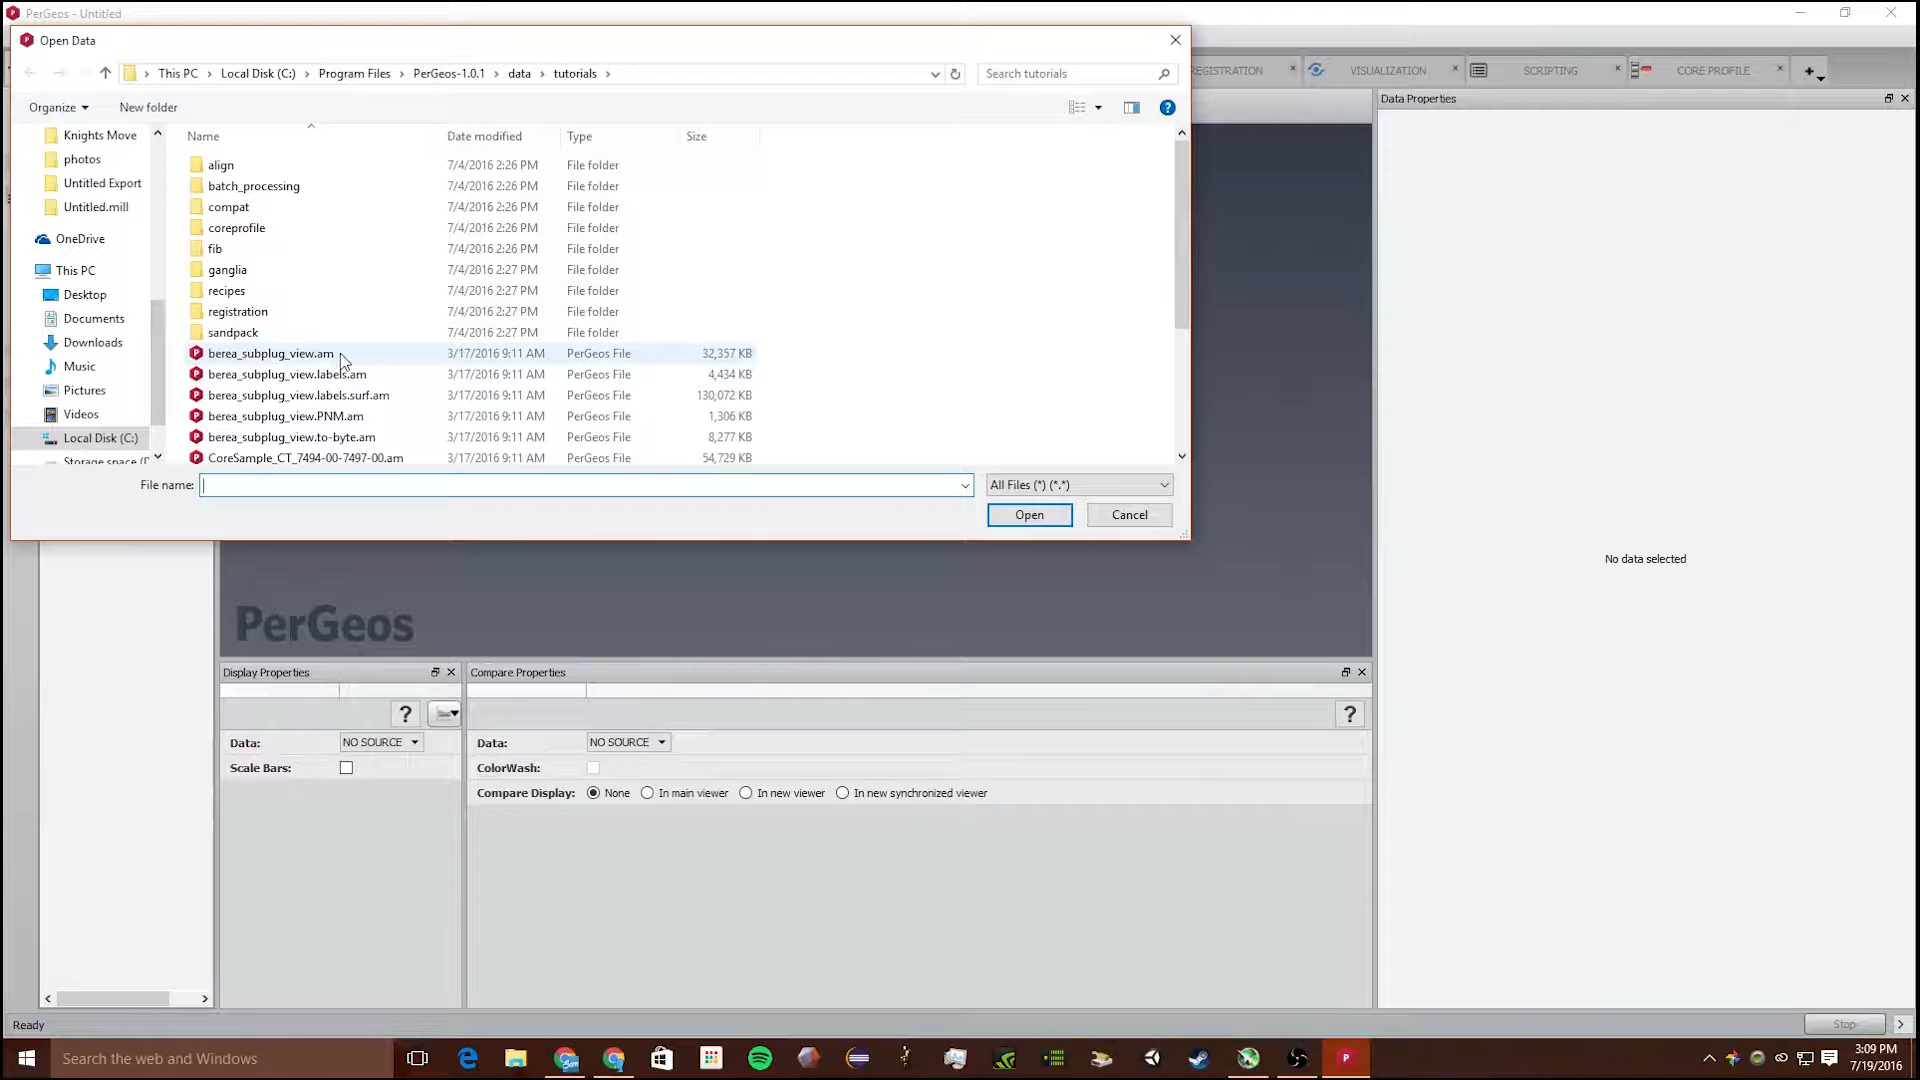 PerGeos - Untitled
Open Data
This PC > Local Disk (C:) > Program Files > PerGeos-1.0.1 > data > tutorials >
Search tutorials
REGISTRATION
VISUALIZATION
SCRIPTING
CORE PROFILE
Organize
New folder
Data Properties
Name
Date modified
Type
Size
Knights Move
photos
Untitled Export
Untitled.mill
OneDrive
This PC
Desktop
Documents
Downloads
Music
Pictures
Videos
Local Disk (C:)
align 7/4/2016 2:26 PM File folder
batch_processing 7/4/2016 2:26 PM File folder
compat 7/4/2016 2:26 PM File folder
coreprofile 7/4/2016 2:26 PM File folder
fib 7/4/2016 2:26 PM File folder
ganglia 7/4/2016 2:27 PM File folder
recipes 7/4/2016 2:27 PM File folder
registration 7/4/2016 2:27 PM File folder
sandpack 7/4/2016 2:27 PM File folder
berea_subplug_view.am 3/17/2016 9:11 AM PerGeos File 32,357 KB
berea_subplug_view.labels.am 3/17/2016 9:11 AM PerGeos File 4,434 KB
berea_subplug_view.labels.surf.am 3/17/2016 9:11 AM PerGeos File 130,072 KB
berea_subplug_view.PNM.am 3/17/2016 9:11 AM PerGeos File 1,306 KB
berea_subplug_view.to-byte.am 3/17/2016 9:11 AM PerGeos File 8,277 KB
CoreSample_CT_7494-00-7497-00.am 3/17/2016 9:11 AM PerGeos File 54,729 KB
File name:
All Files (*) (*.*)
Open
Cancel
No data selected
PerGeos
Display Properties
Compare Properties
? ?
Data: NO SOURCE
Data: NO SOURCE
Scale Bars:
ColorWash:
Compare Display: None In main viewer In new viewer In new synchronized viewer
Ready
Stop
Search the web and Windows
3:09 PM
7/19/2016